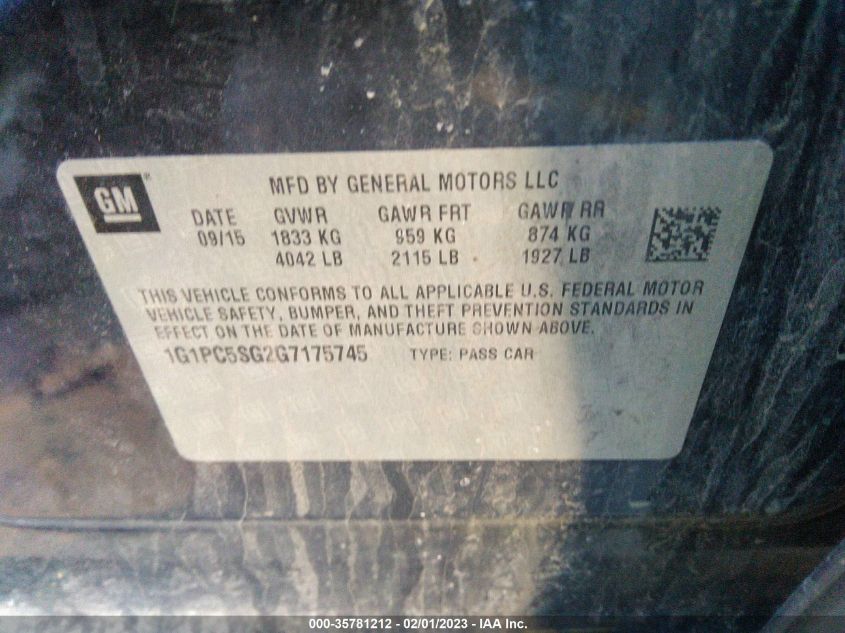 GM®
MFD BY GENERAL MOTORS LLC
DATE GVWR GAWR FRT GAWR RR
09/15 1833 KG 959 KG 874 KG
4042 LB 2115 LB 1927 LB
THIS VEHICLE CONFORMS TO ALL APPLICABLE U.S. FEDERAL MOTOR
VEHICLE SAFETY, BUMPER, AND THEFT PREVENTION STANDARDS IN
EFFECT ON THE DATE OF MANUFACTURE SHOWN ABOVE.
1G1PC5SG2G7175745 TYPE: PASS CAR
000-35781212 - 02/01/2023 - IAA Inc.